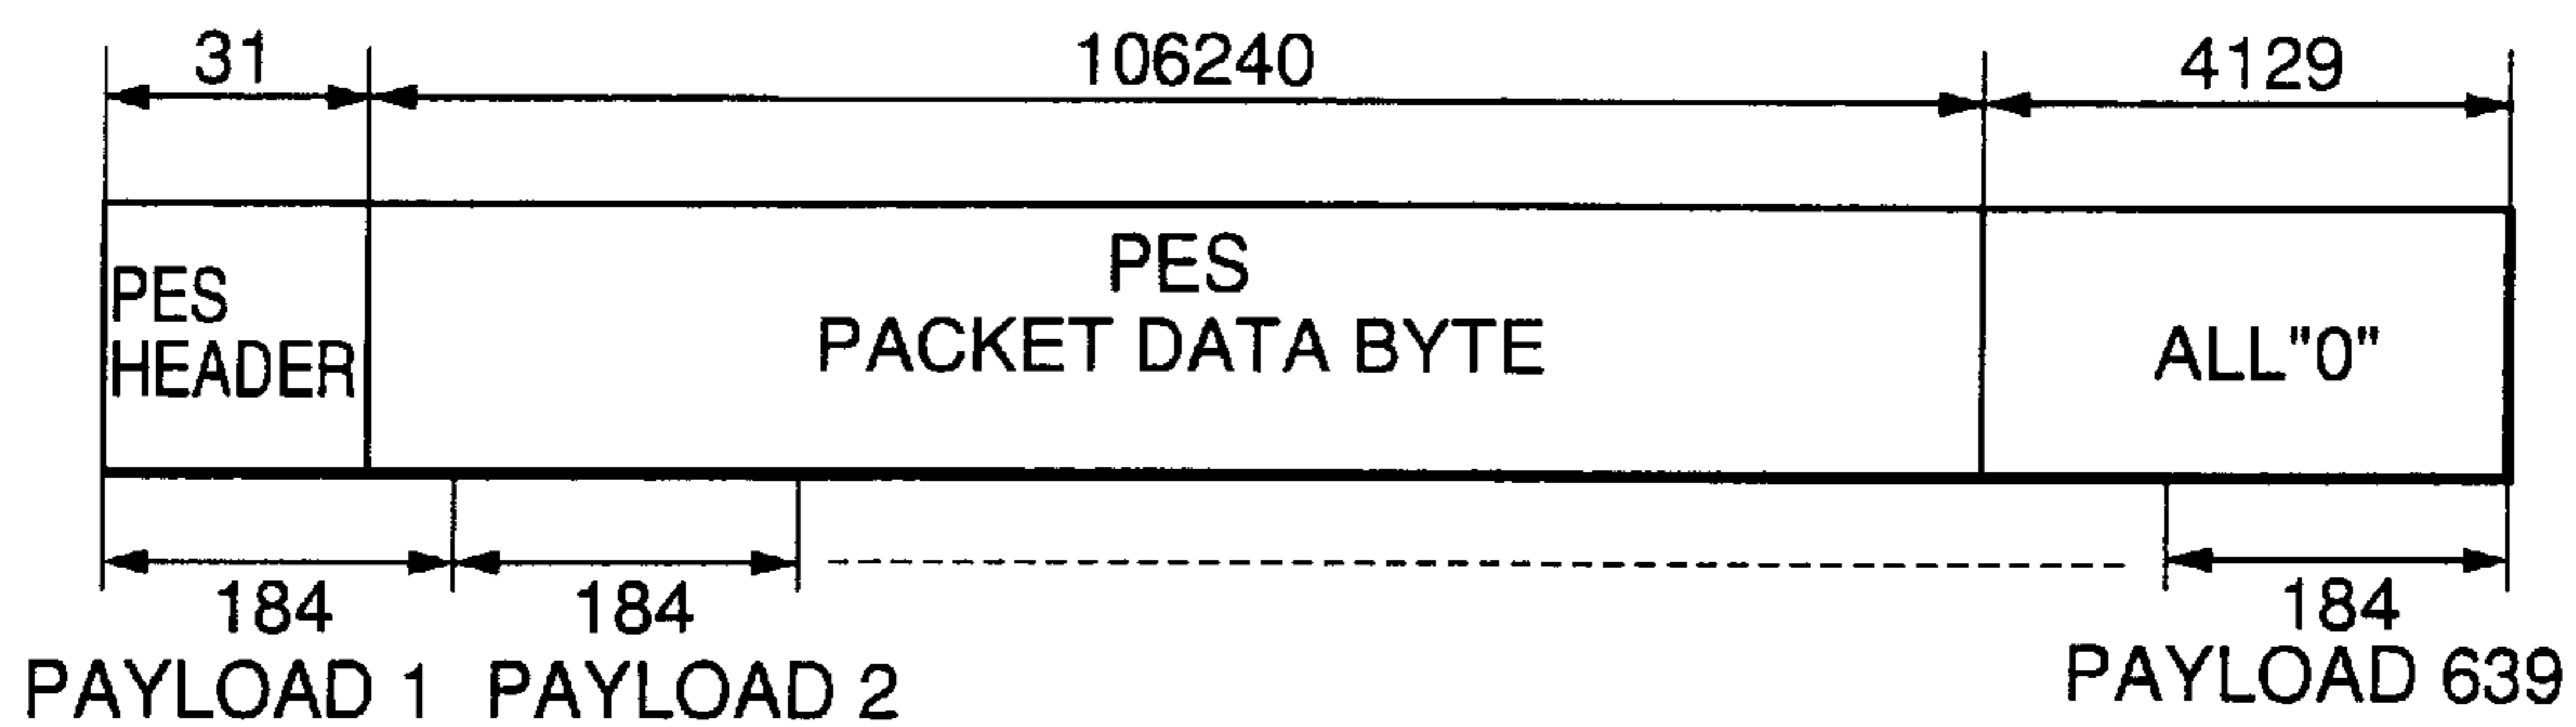 31 106240 4129
PES
HEADER
PES
PACKET DATA BYTE
ALL"0"
184 184 184
PAYLOAD 1 PAYLOAD 2 PAYLOAD 639